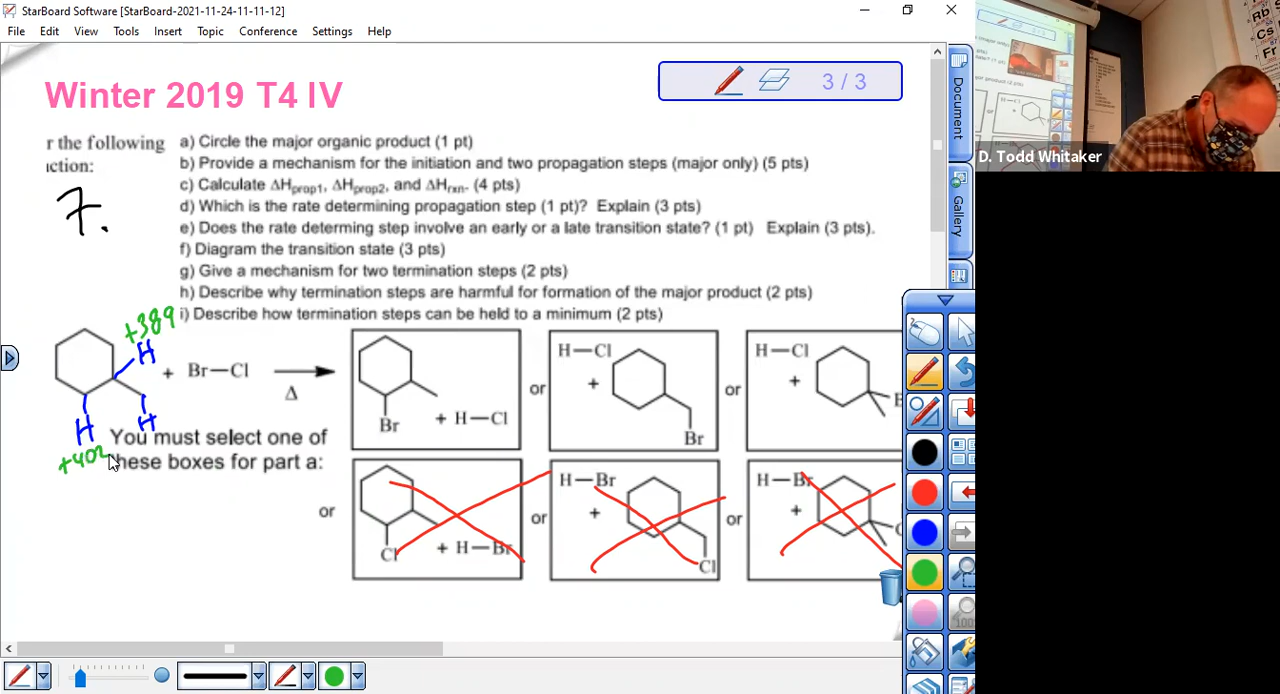 StarBoard Software [StarBoard-2021-11-24-11-11-12]
File Edit View Tools Insert Topic Conference Settings Help
Winter 2019 T4 IV
3 / 3
r the following
ction:
7.
a) Circle the major organic product (1 pt)
b) Provide a mechanism for the initiation and two propagation steps (major only) (5 pts)
c) Calculate ΔHprop1, ΔHprop2, and ΔHrxn. (4 pts)
d) Which is the rate determining propagation step (1 pt)? Explain (3 pts)
e) Does the rate determing step involve an early or a late transition state? (1 pt) Explain (3 pts).
f) Diagram the transition state (3 pts)
g) Give a mechanism for two termination steps (2 pts)
h) Describe why termination steps are harmful for formation of the major product (2 pts)
i) Describe how termination steps can be held to a minimum (2 pts)
+389
H
+ Br—Cl
Δ
H
H
+402
You must select one of
these boxes for part a:
Br
+ H—Cl
or
H—Cl
+
Br
or
H—Cl
+
or
Cl
+ H—Br
or
H—Br
+
Cl
or
H—Br
+
Document
Gallery
D. Todd Whitaker
Rb
Cs
Fr
100